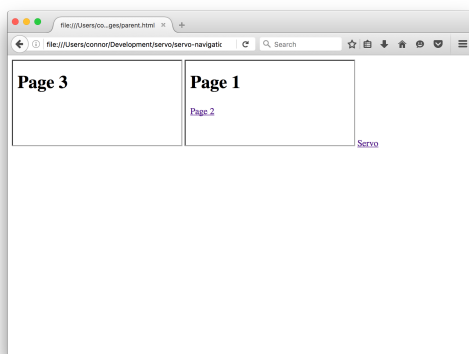 file:///Users/co...ges/parent.html
file:///Users/connor/Development/servo/servo-navigatic
Search
Page 3
Page 1
Page 2
Servo